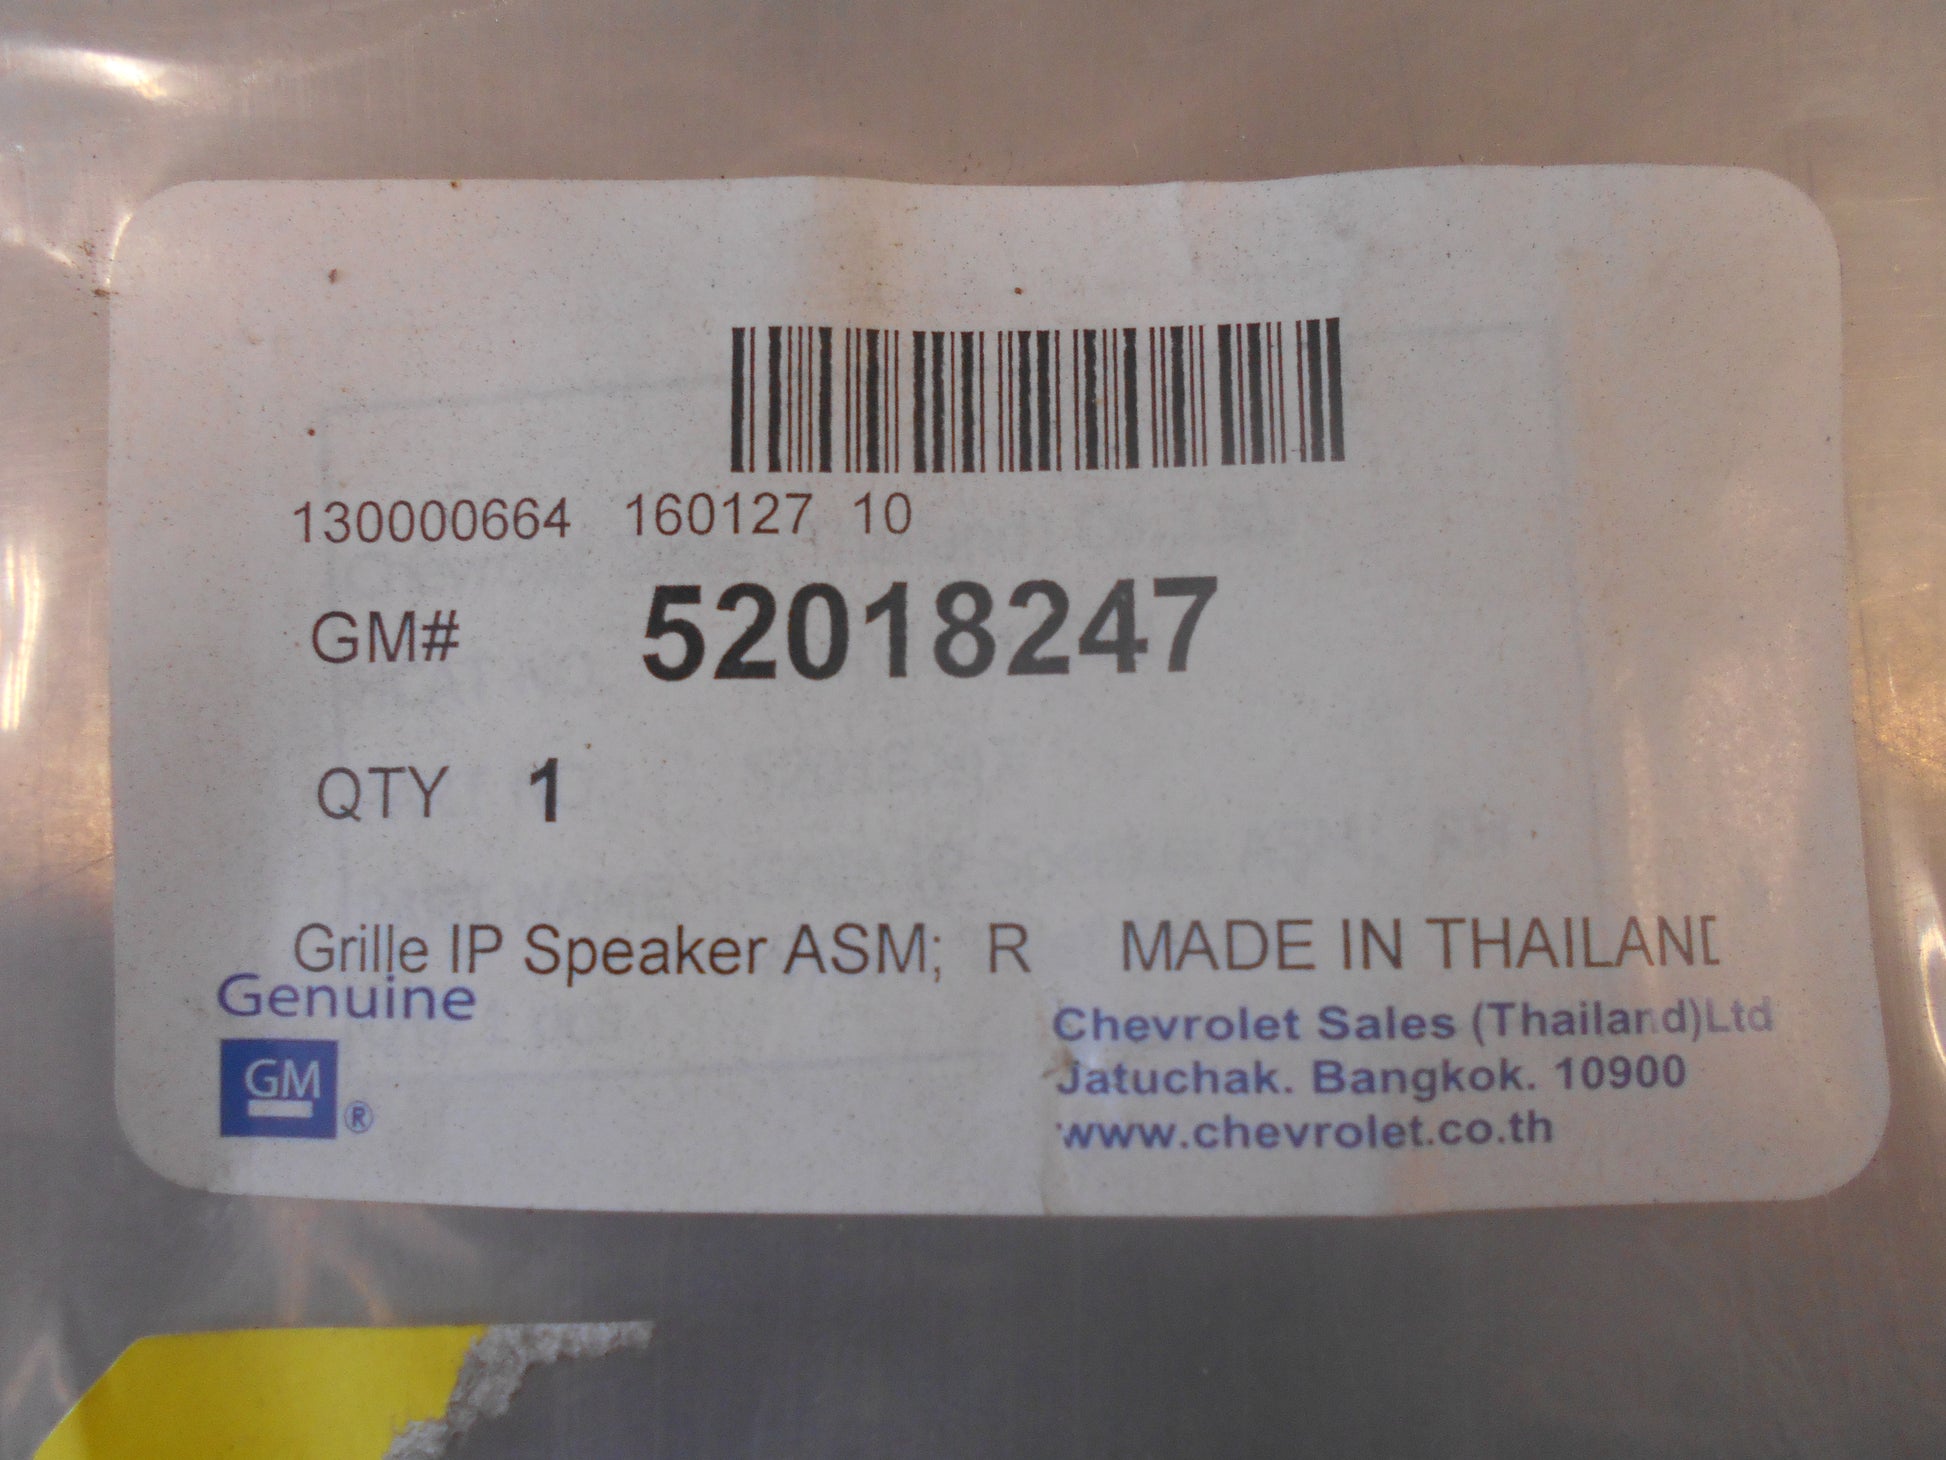 130000664 160127 10
GM# 52018247
QTY 1
Grille IP Speaker ASM; R MADE IN THAILAND
Genuine
GM ®
Chevrolet Sales (Thailand)Ltd
Jatuchak. Bangkok. 10900
www.chevrolet.co.th